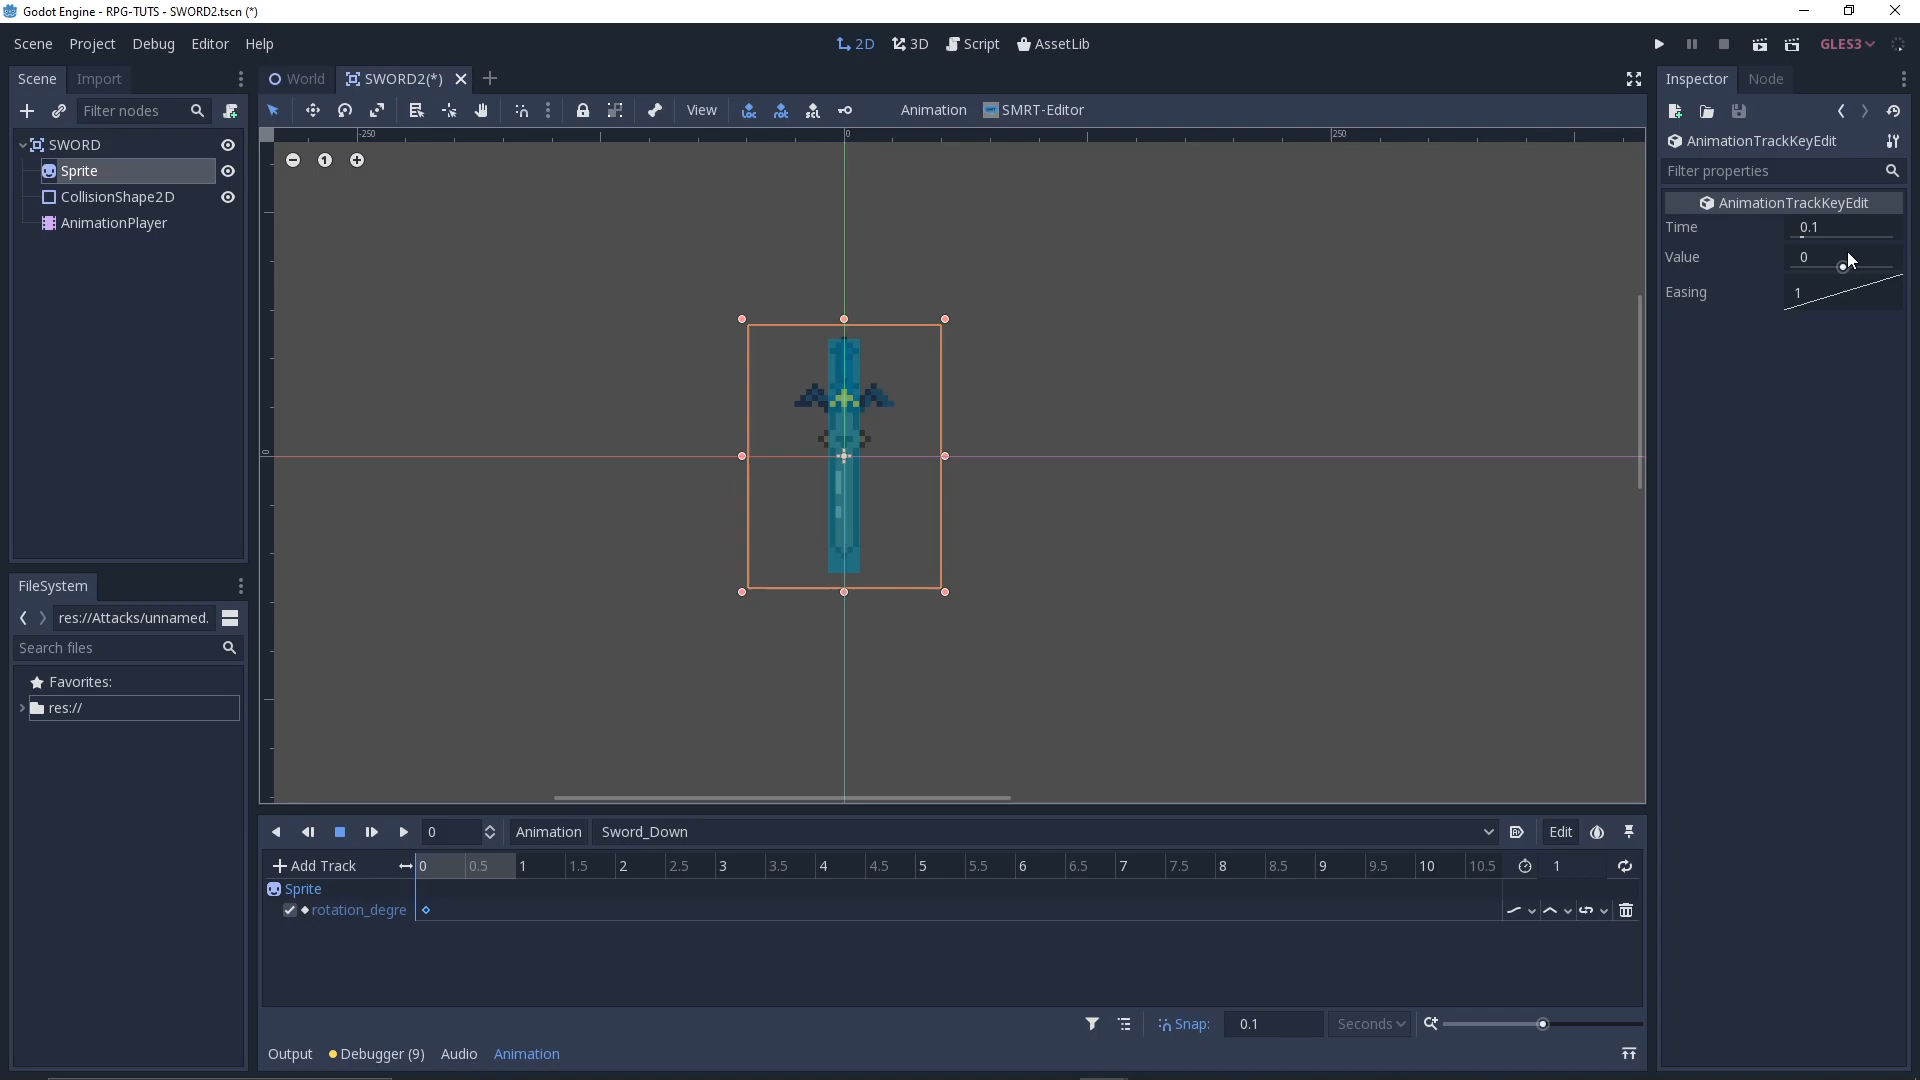 Godot Engine - RPG-TUTS - SWORD2.tscn (*)
Scene Project Debug Editor Help
2D 3D Script AssetLib
GLES3
Scene Import
World SWORD2(*)
Inspector Node
Filter nodes
View Animation SMRT-Editor
SWORD
Sprite
CollisionShape2D
AnimationPlayer
-250 0 250
0
1
AnimationTrackKeyEdit
Filter properties
AnimationTrackKeyEdit
Time 0.1
Value 0
Easing 1
FileSystem
res://Attacks/unnamed.
Search files
Favorites:
res://
0 Animation Sword_Down Edit
Add Track 0 0.5 1 1.5 2 2.5 3 3.5 4 4.5 5 5.5 6 6.5 7 7.5 8 8.5 9 9.5 10 10.5 1
Sprite
rotation_degre
Snap: 0.1 Seconds
Output Debugger (9) Audio Animation